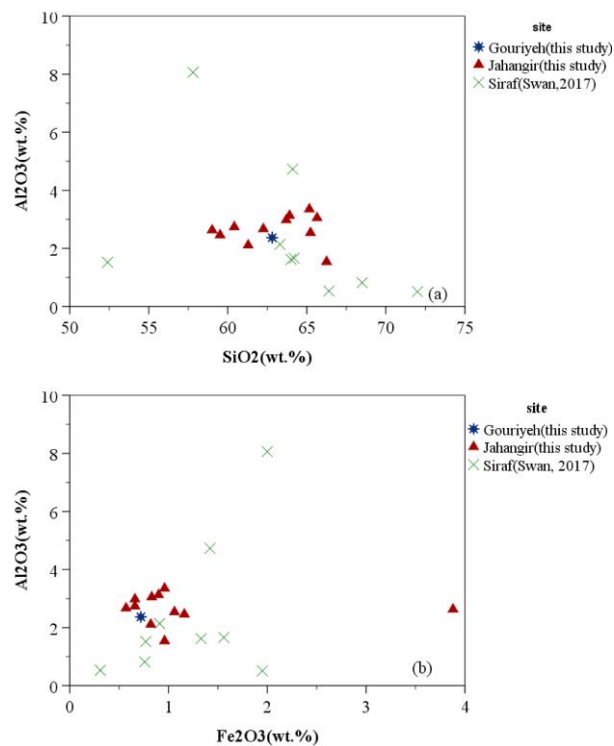 site
Gouriyeh(this study)
Jahangir(this study)
Siraf(Swan,2017)
10
8
6
4
2
0
Al2O3(wt.%)
(a)
50 55 60 65 70 75
SiO2(wt.%)
site
Gouriyeh(this study)
Jahangir(this study)
Siraf(Swan, 2017)
10
8
6
4
2
0
Al2O3(wt.%)
(b)
0 1 2 3 4
Fe2O3(wt.%)